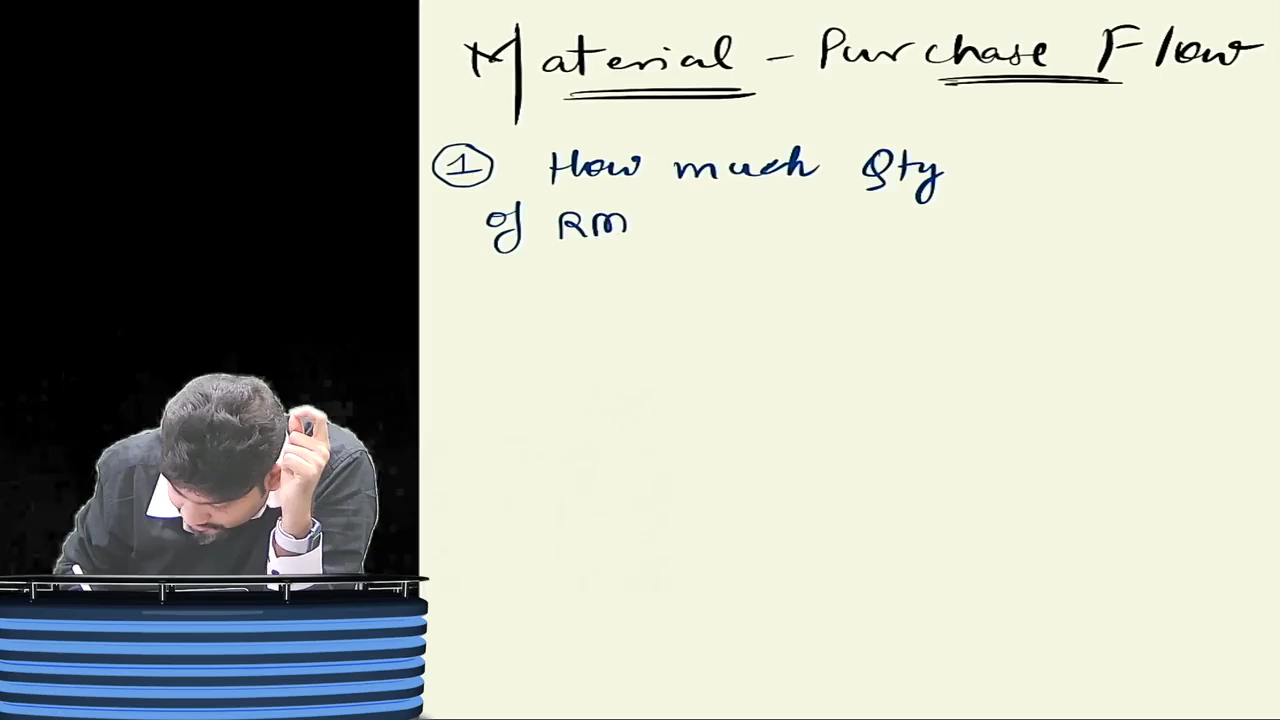 Material - Purchase Flow
① How much Qty
of RM